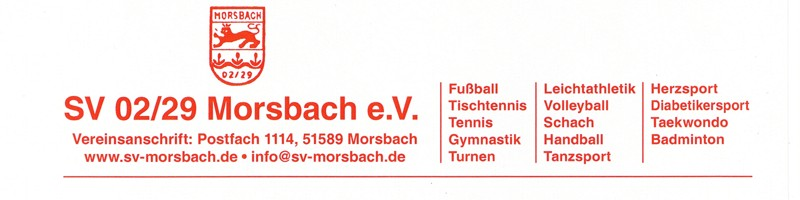 MORSBACH
02/29
SV 02/29 Morsbach e.V.
Vereinsanschrift: Postfach 1114, 51589 Morsbach
www.sv-morsbach.de • info@sv-morsbach.de
Fußball
Tischtennis
Tennis
Gymnastik
Turnen
Leichtathletik
Volleyball
Schach
Handball
Tanzsport
Herzsport
Diabetikersport
Taekwondo
Badminton